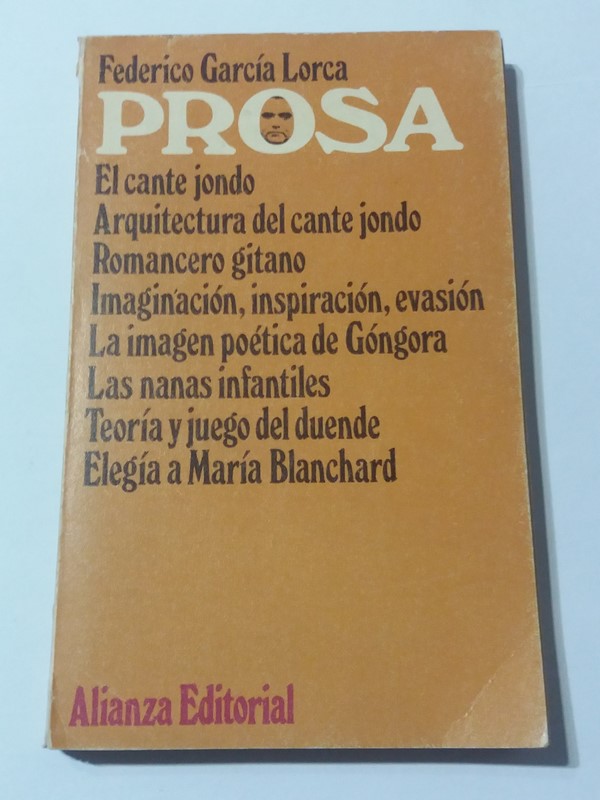 Federico García Lorca
PROSA
El cante jondo
Arquitectura del cante jondo
Romancero gitano
Imaginación, inspiración, evasión
La imagen poética de Góngora
Las nanas infantiles
Teoría y juego del duende
Elegía a María Blanchard
Alianza Editorial